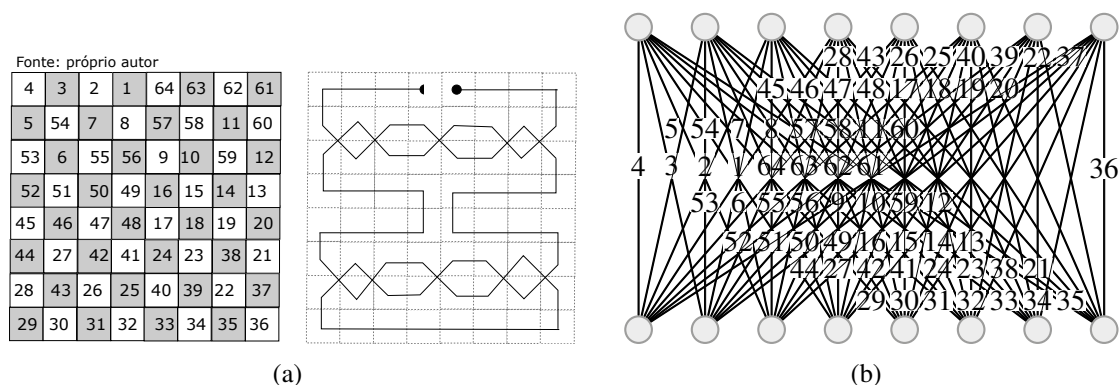 Fonte: próprio autor
4 3 2 1 64 63 62 61
5 54 7 8 57 58 11 60
53 6 55 56 9 10 59 12
52 51 50 49 16 15 14 13
45 46 47 48 17 18 19 20
44 27 42 41 24 23 38 21
28 43 26 25 40 39 22 37
29 30 31 32 33 34 35 36
(a)
28 43 26 25 40 39 22 37
45 46 47 48 17 18 19 20
5 54 7 8 57 58 11 60
4 3 2 1 64 63 62 61 36
53 6 55 56 9 10 59 12
52 51 50 49 16 15 14 13
44 27 42 41 24 23 38 21
29 30 31 32 33 34 35
(b)